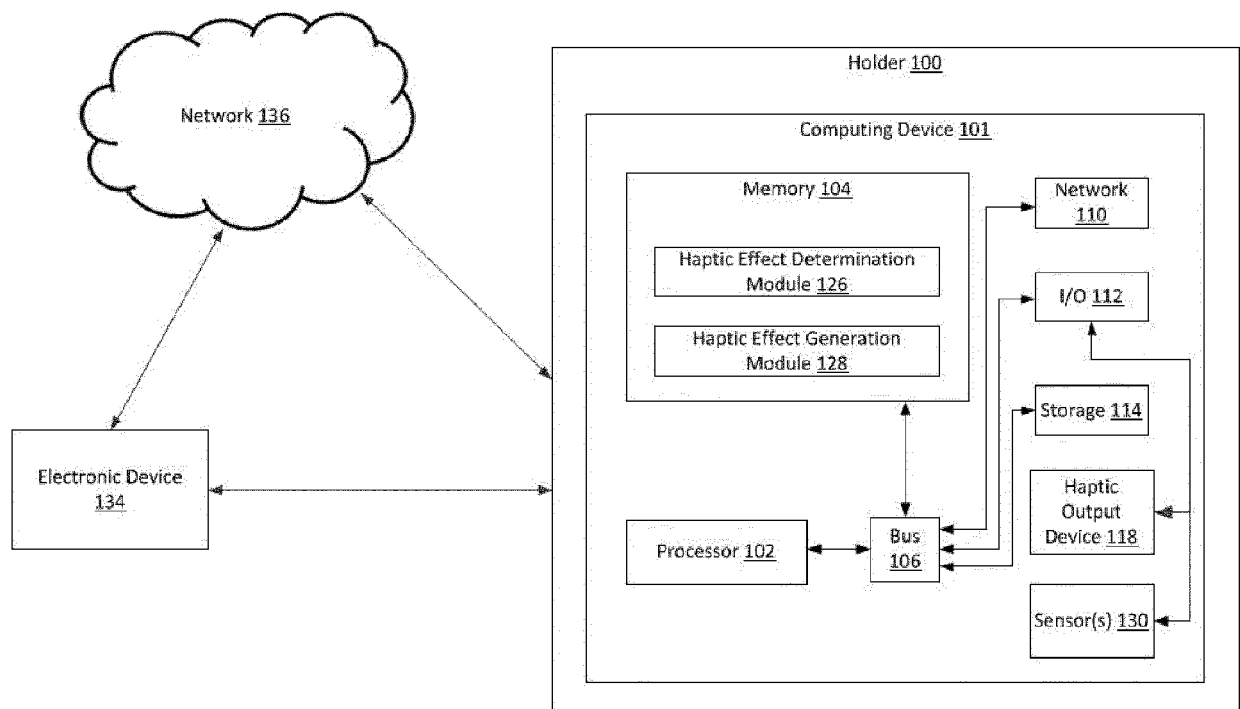 Holder 100
Network 136
Computing Device 101
Memory 104
Haptic Effect Determination
Module 126
Haptic Effect Generation
Module 128
Network
110
I/O 112
Storage 114
Haptic
Output
Device 118
Sensor(s) 130
Processor 102
Bus
106
Electronic Device
134